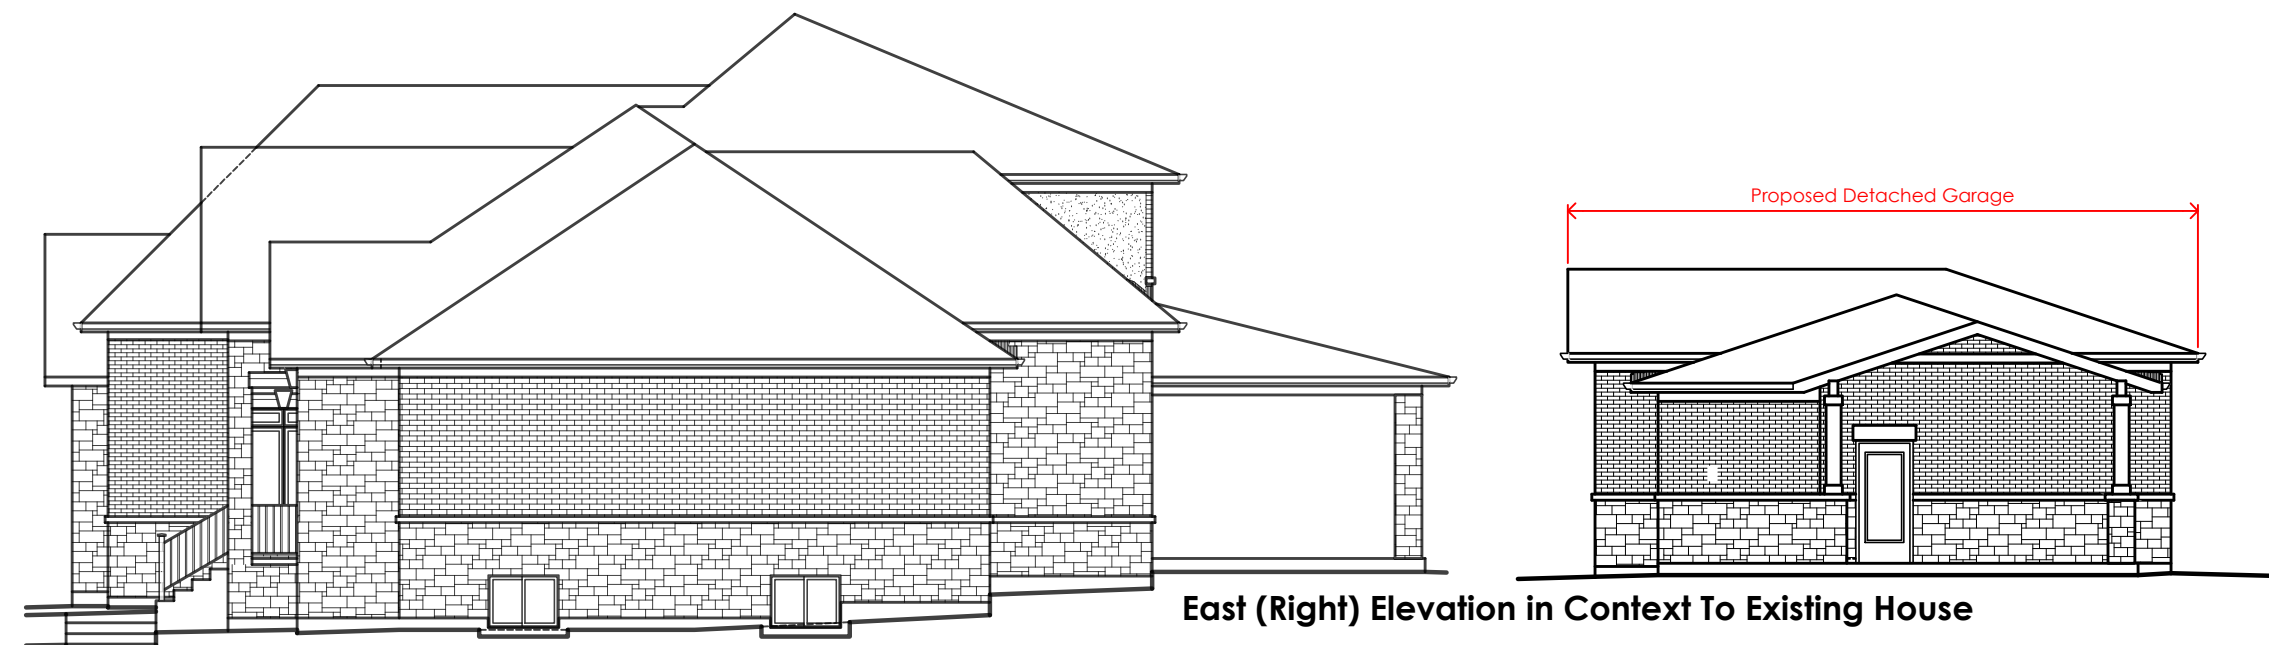 Proposed Detached Garage
East (Right) Elevation in Context To Existing House